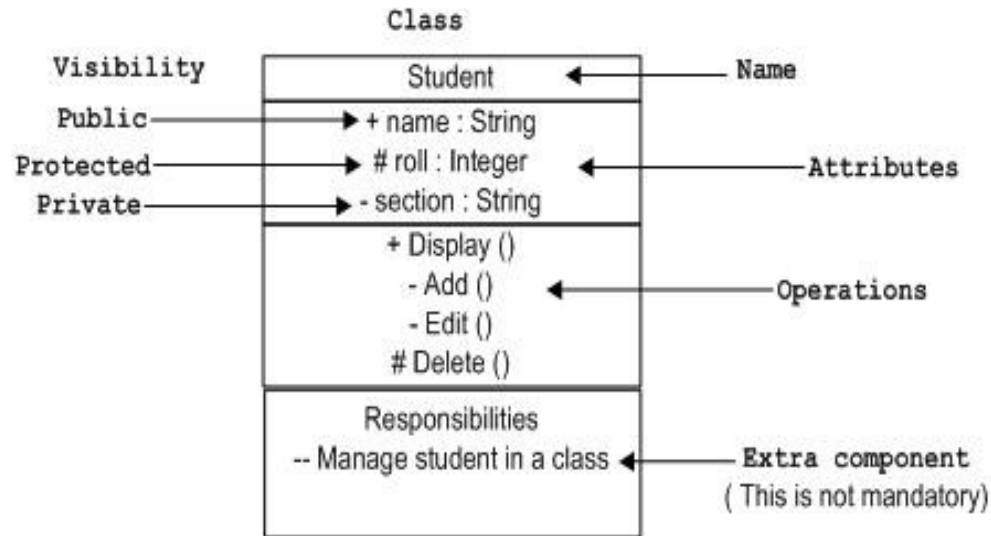 Class
Visibility
Student
Name
Public
+ name : String
Protected
# roll : Integer
Attributes
Private
- section : String
+ Display ()
- Add ()
Operations
- Edit ()
# Delete ()
Responsibilities
-- Manage student in a class
Extra component
( This is not mandatory)